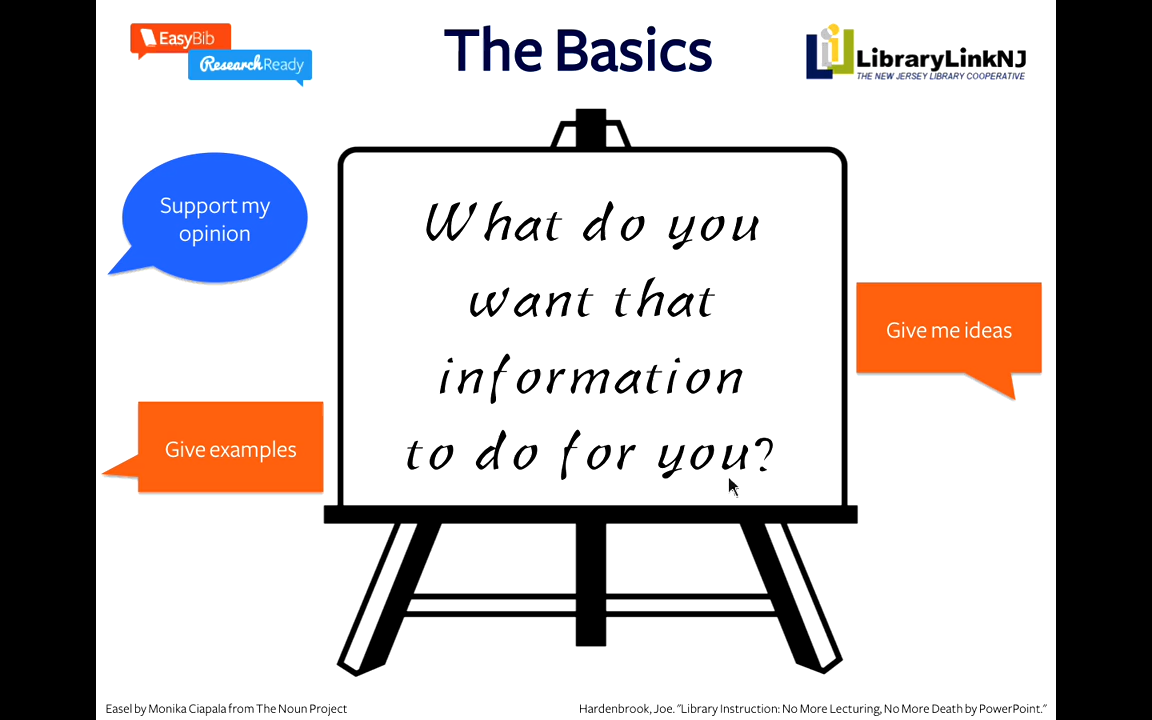 EasyBib
ResearchReady
The Basics
LibraryLinkNJ
THE NEW JERSEY LIBRARY COOPERATIVE
Support my
opinion
What do you
want that
information
to do for you?
Give me ideas
Give examples
Easel by Monika Ciapala from The Noun Project
Hardenbrook, Joe. "Library Instruction: No More Lecturing, No More Death by PowerPoint."